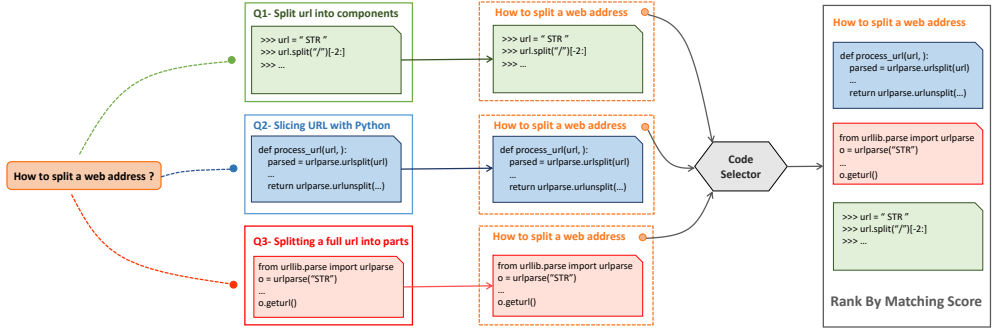 How to split a web address ?
Q1- Split url into components
>>> url = “ STR ”
>>> url.split(“/”)[-2:]
>>> ...
Q2- Slicing URL with Python
def process_url(url, ):
parsed = urlparse.urlsplit(url)
...
return urlparse.urlunsplit(...)
Q3- Splitting a full url into parts
from urllib.parse import urlparse
o = urlparse(“STR”)
...
o.geturl()
How to split a web address
>>> url = “ STR ”
>>> url.split(“/”)[-2:]
>>> ...
How to split a web address
def process_url(url, ):
parsed = urlparse.urlsplit(url)
...
return urlparse.urlunsplit(...)
How to split a web address
from urllib.parse import urlparse
o = urlparse(“STR”)
...
o.geturl()
Code
Selector
How to split a web address
def process_url(url, ):
parsed = urlparse.urlsplit(url)
...
return urlparse.urlunsplit(...)
from urllib.parse import urlparse
o = urlparse(“STR”)
...
o.geturl()
>>> url = “ STR ”
>>> url.split(“/”)[-2:]
>>> ...
Rank By Matching Score